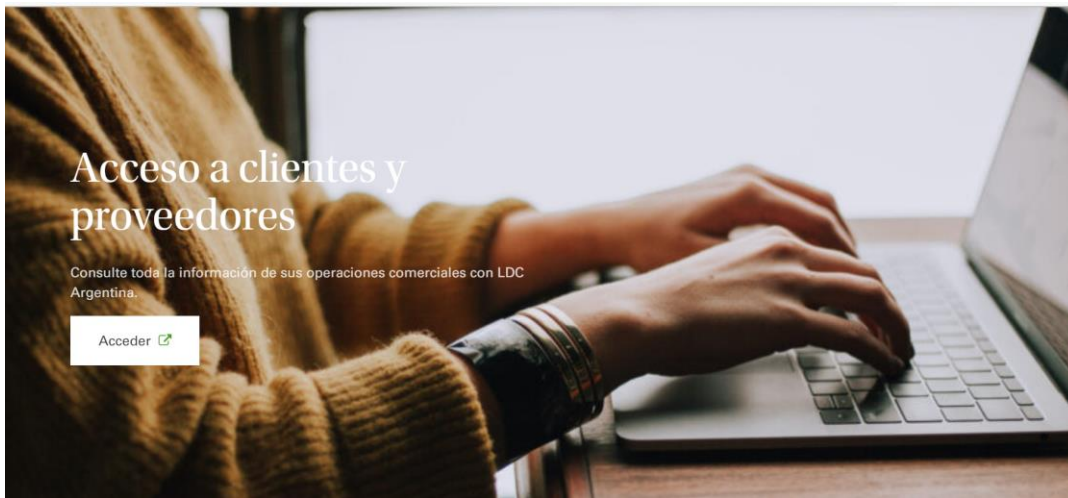 Acceso a clientes y
proveedores
Consulte toda la información de sus operaciones comerciales con LDC
Argentina.
Acceder